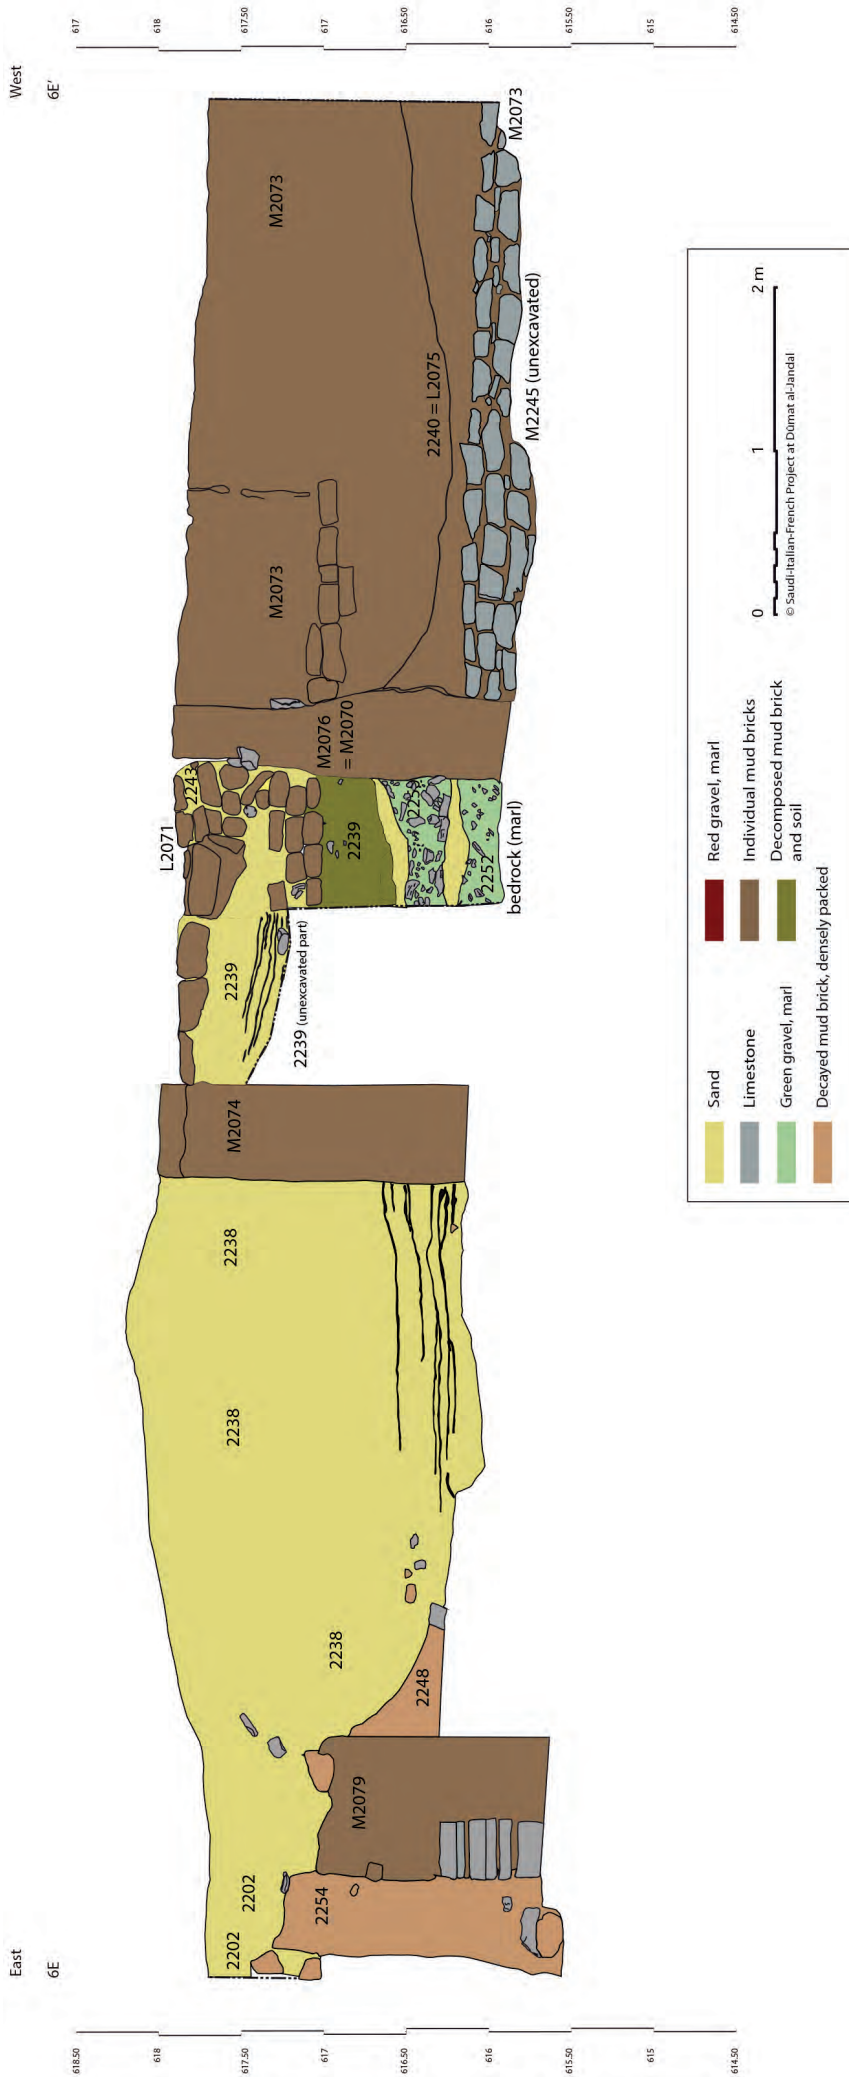 East
West
6E
6E'
618.50
618
617.50
617
616.50
616
615.50
615
614.50
617
618
617.50
617
616.50
616
615.50
615
614.50
2202
2202
2254
M2079
2248
2238
2238
2238
M2074
2239
2239 (unexcavated part)
L2071
2243
2239
2252
bedrock (marl)
M2076
= M2070
M2073
M2073
2240 = L2075
M2245 (unexcavated)
M2073
Sand
Limestone
Green gravel, marl
Decayed mud brick, densely packed
Red gravel, marl
Individual mud bricks
Decomposed mud brick
and soil
0
1
2 m
© Saudi-Italian-French Project at Dûmat al-Jandal